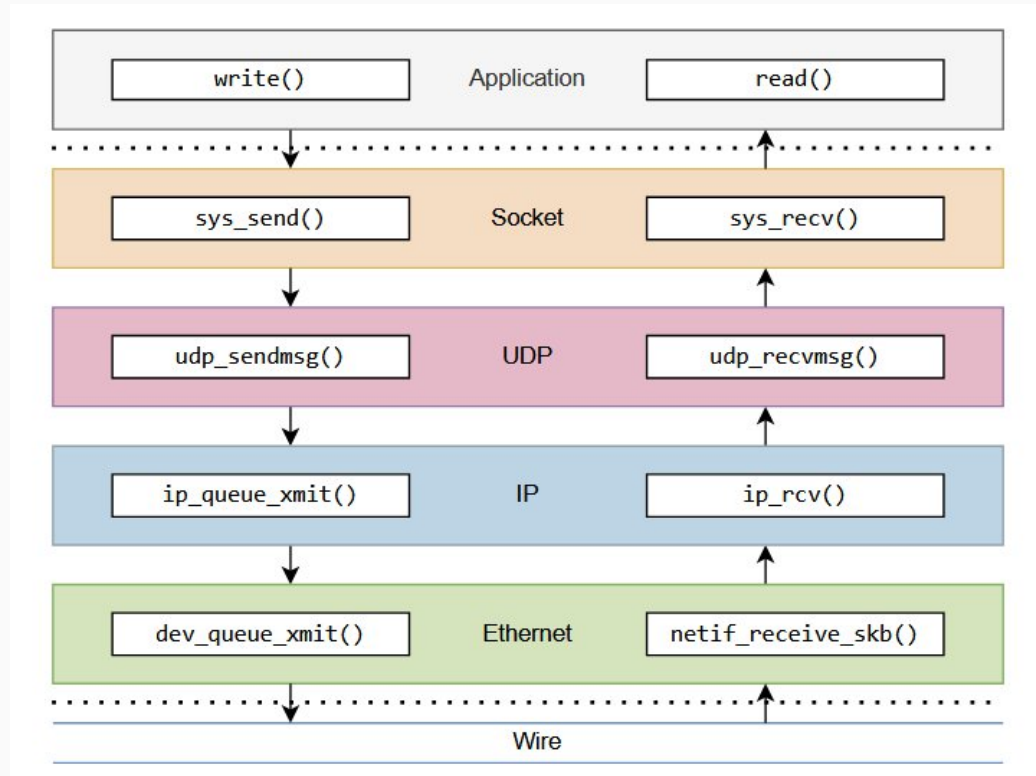 write() Application read()
sys_send() Socket sys_recv()
udp_sendmsg() UDP udp_recvmsg()
ip_queue_xmit() IP ip_rcv()
dev_queue_xmit() Ethernet netif_receive_skb()
Wire